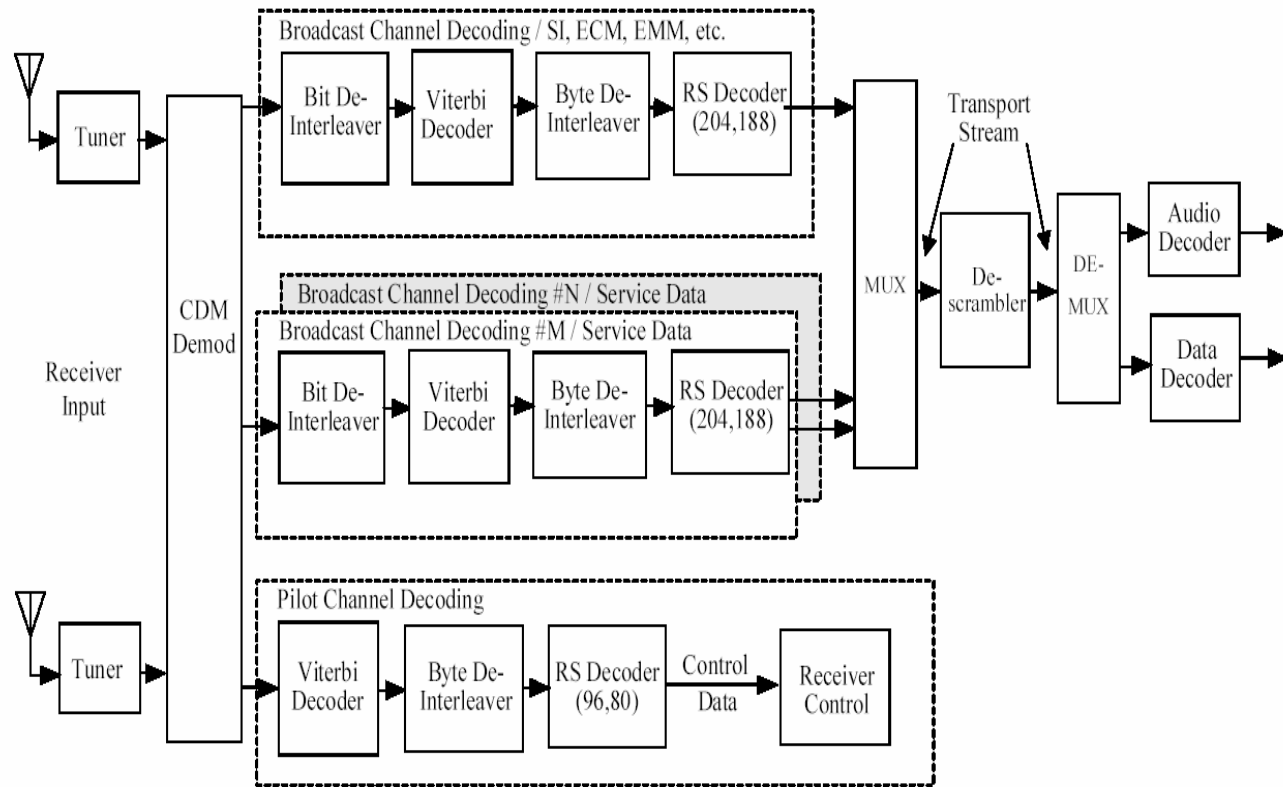 Broadcast Channel Decoding / SI, ECM, EMM, etc.
Bit De-
Interleaver
Viterbi
Decoder
Byte De-
Interleaver
RS Decoder
(204,188)
Tuner
Transport
Stream
Audio
Decoder
CDM
Demod
Broadcast Channel Decoding #N / Service Data
Broadcast Channel Decoding #M / Service Data
MUX
De-
scrambler
DE-
MUX
Receiver
Input
Bit De-
Interleaver
Viterbi
Decoder
Byte De-
Interleaver
RS Decoder
(204,188)
Data
Decoder
Pilot Channel Decoding
Tuner
Viterbi
Decoder
Byte De-
Interleaver
RS Decoder
(96,80)
Control
Data
Receiver
Control